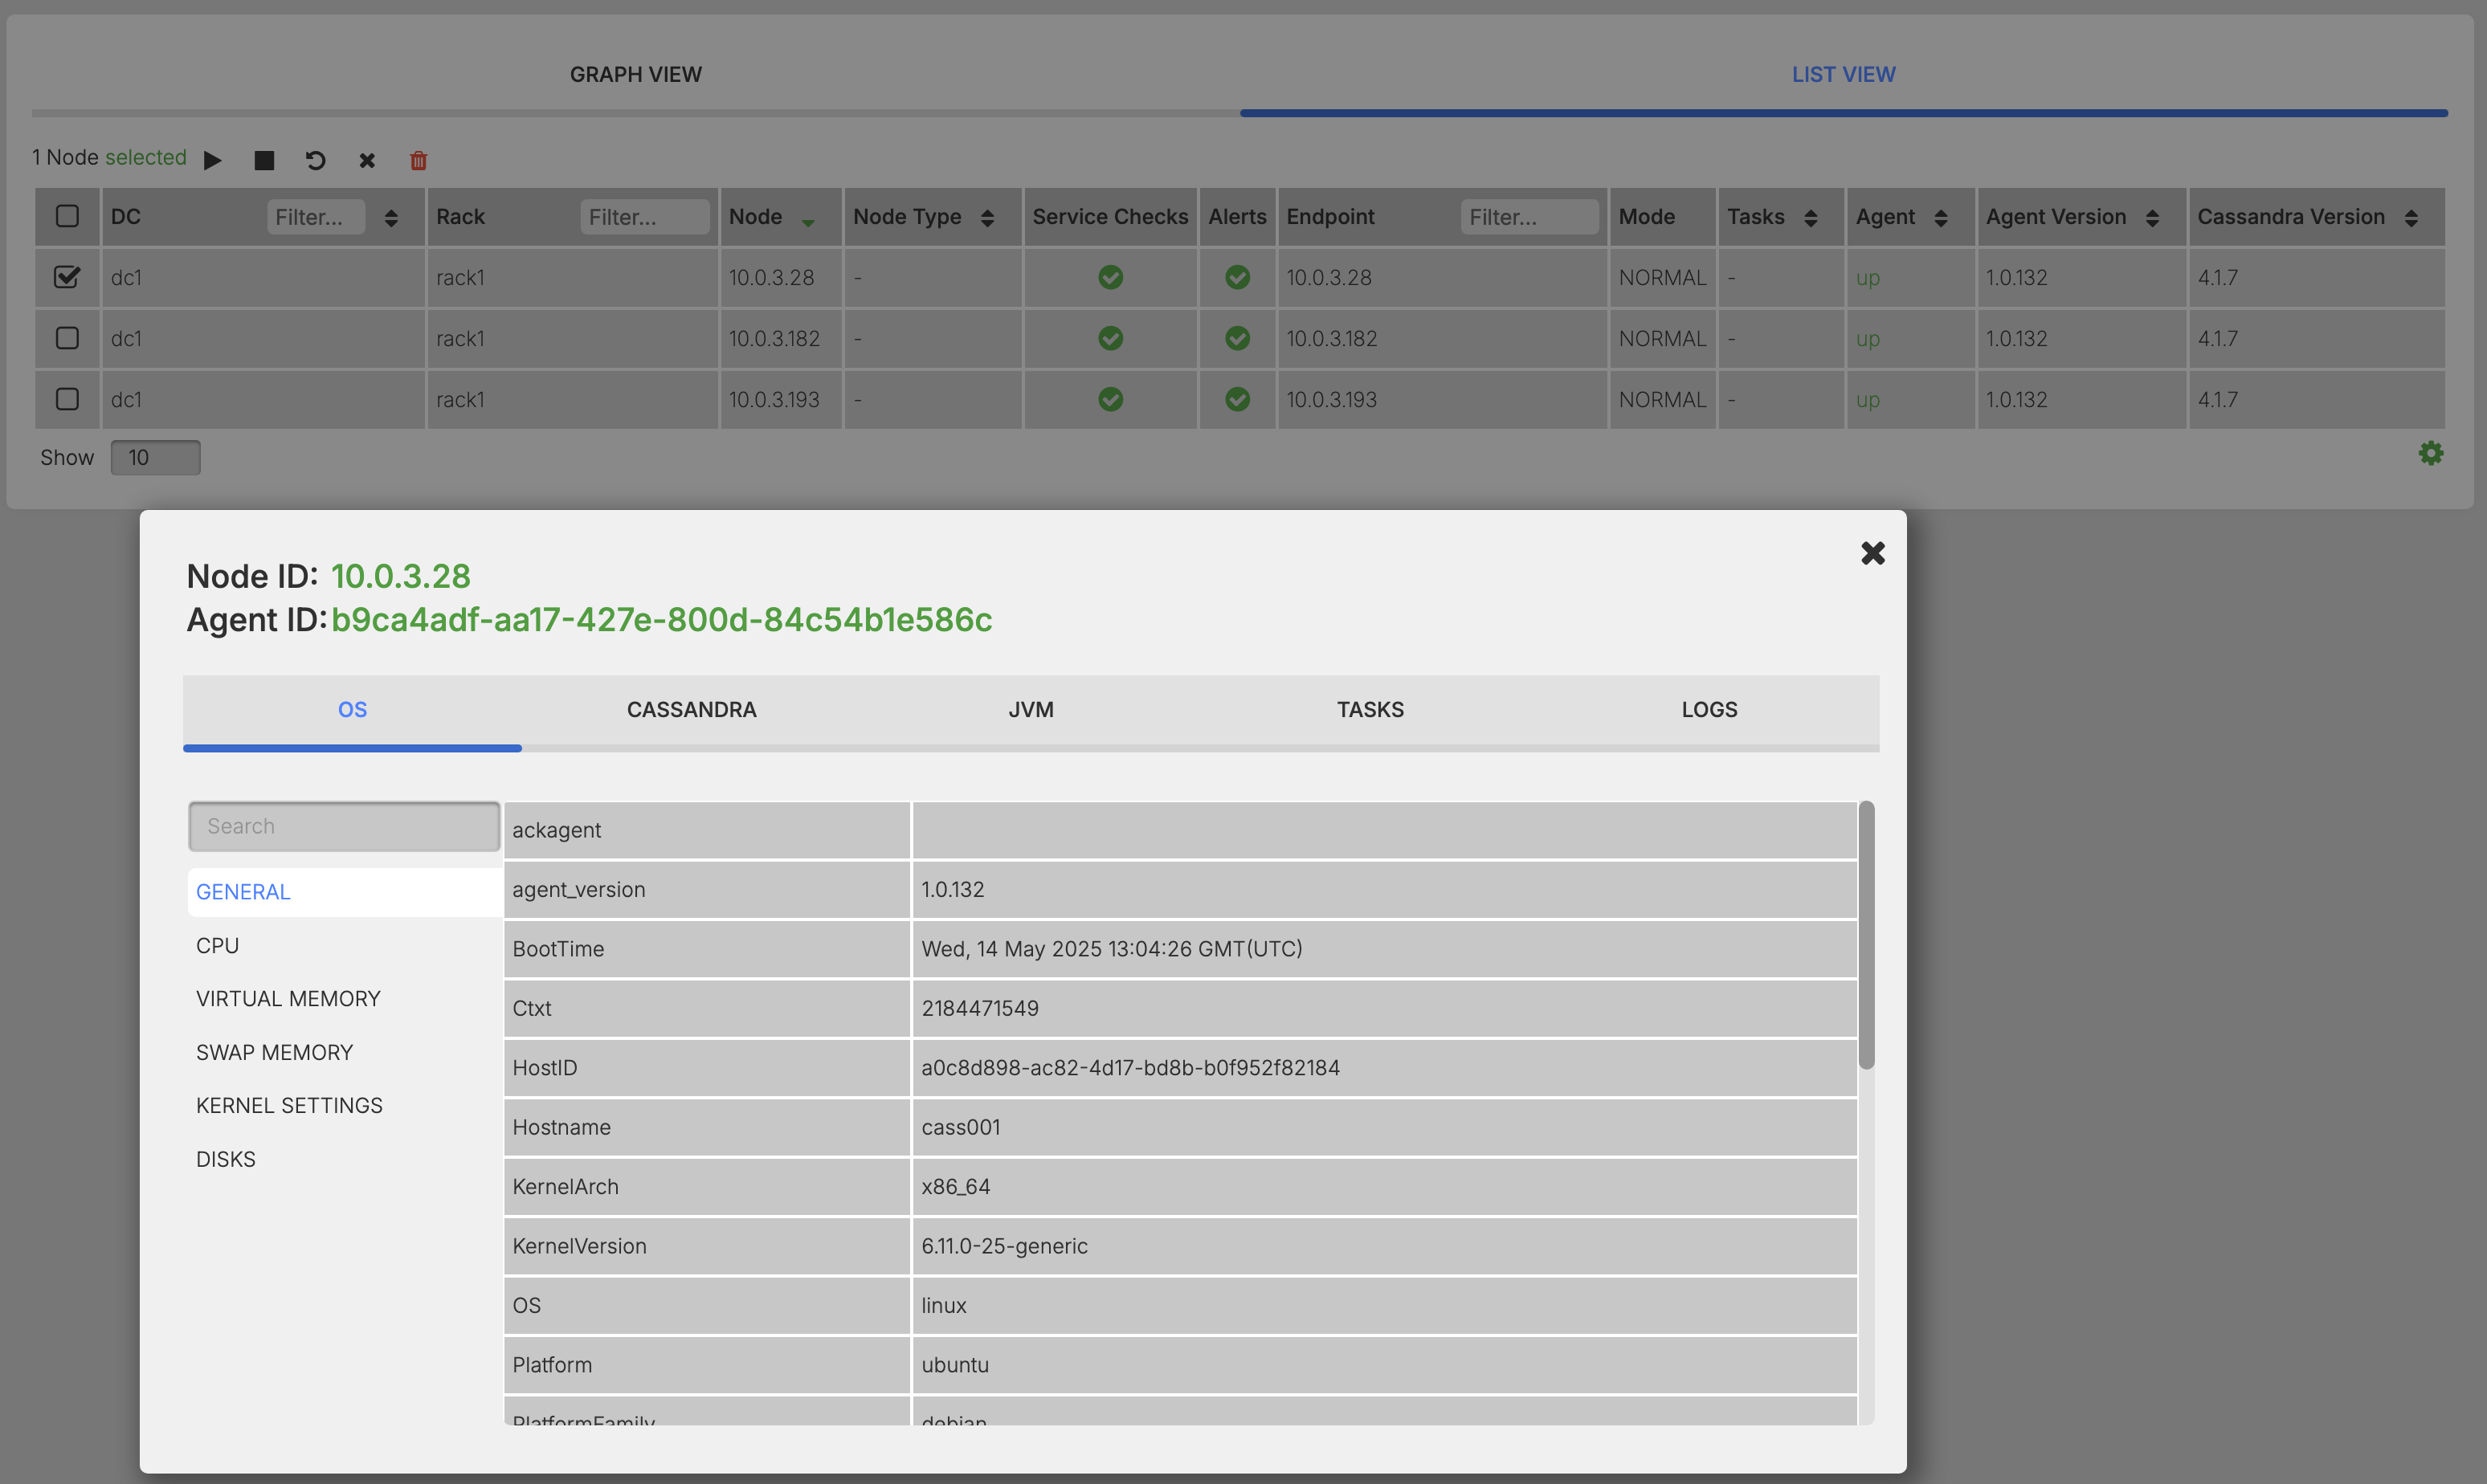 GRAPH VIEW LIST VIEW
1 Node selected
DC Filter... Rack Filter... Node Node Type Service Checks Alerts Endpoint Filter... Mode Tasks Agent Agent Version Cassandra Version
dc1 rack1 10.0.3.28 - 10.0.3.28 NORMAL - up 1.0.132 4.1.7
dc1 rack1 10.0.3.182 - 10.0.3.182 NORMAL - up 1.0.132 4.1.7
dc1 rack1 10.0.3.193 - 10.0.3.193 NORMAL - up 1.0.132 4.1.7
Show 10
Node ID: 10.0.3.28
Agent ID: b9ca4adf-aa17-427e-800d-84c54b1e586c
OS CASSANDRA JVM TASKS LOGS
Search
GENERAL
CPU
VIRTUAL MEMORY
SWAP MEMORY
KERNEL SETTINGS
DISKS
ackagent
agent_version 1.0.132
BootTime Wed, 14 May 2025 13:04:26 GMT(UTC)
Ctxt 2184471549
HostID a0c8d898-ac82-4d17-bd8b-b0f952f82184
Hostname cass001
KernelArch x86_64
KernelVersion 6.11.0-25-generic
OS linux
Platform ubuntu
PlatformFamily debian